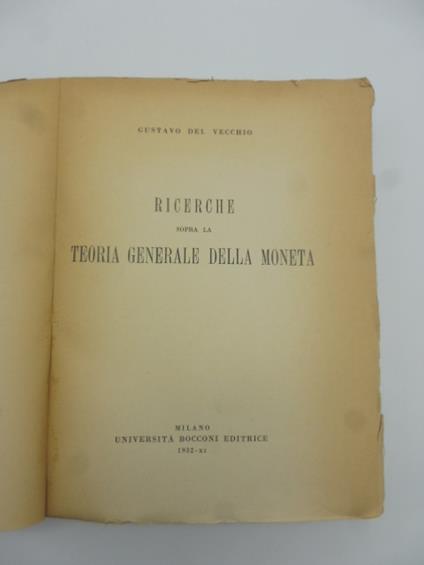 GUSTAVO DEL VECCHIO
RICERCHE
SOPRA LA
TEORIA GENERALE DELLA MONETA
MILANO
UNIVERSITÀ BOCCONI EDITRICE
1932-XI